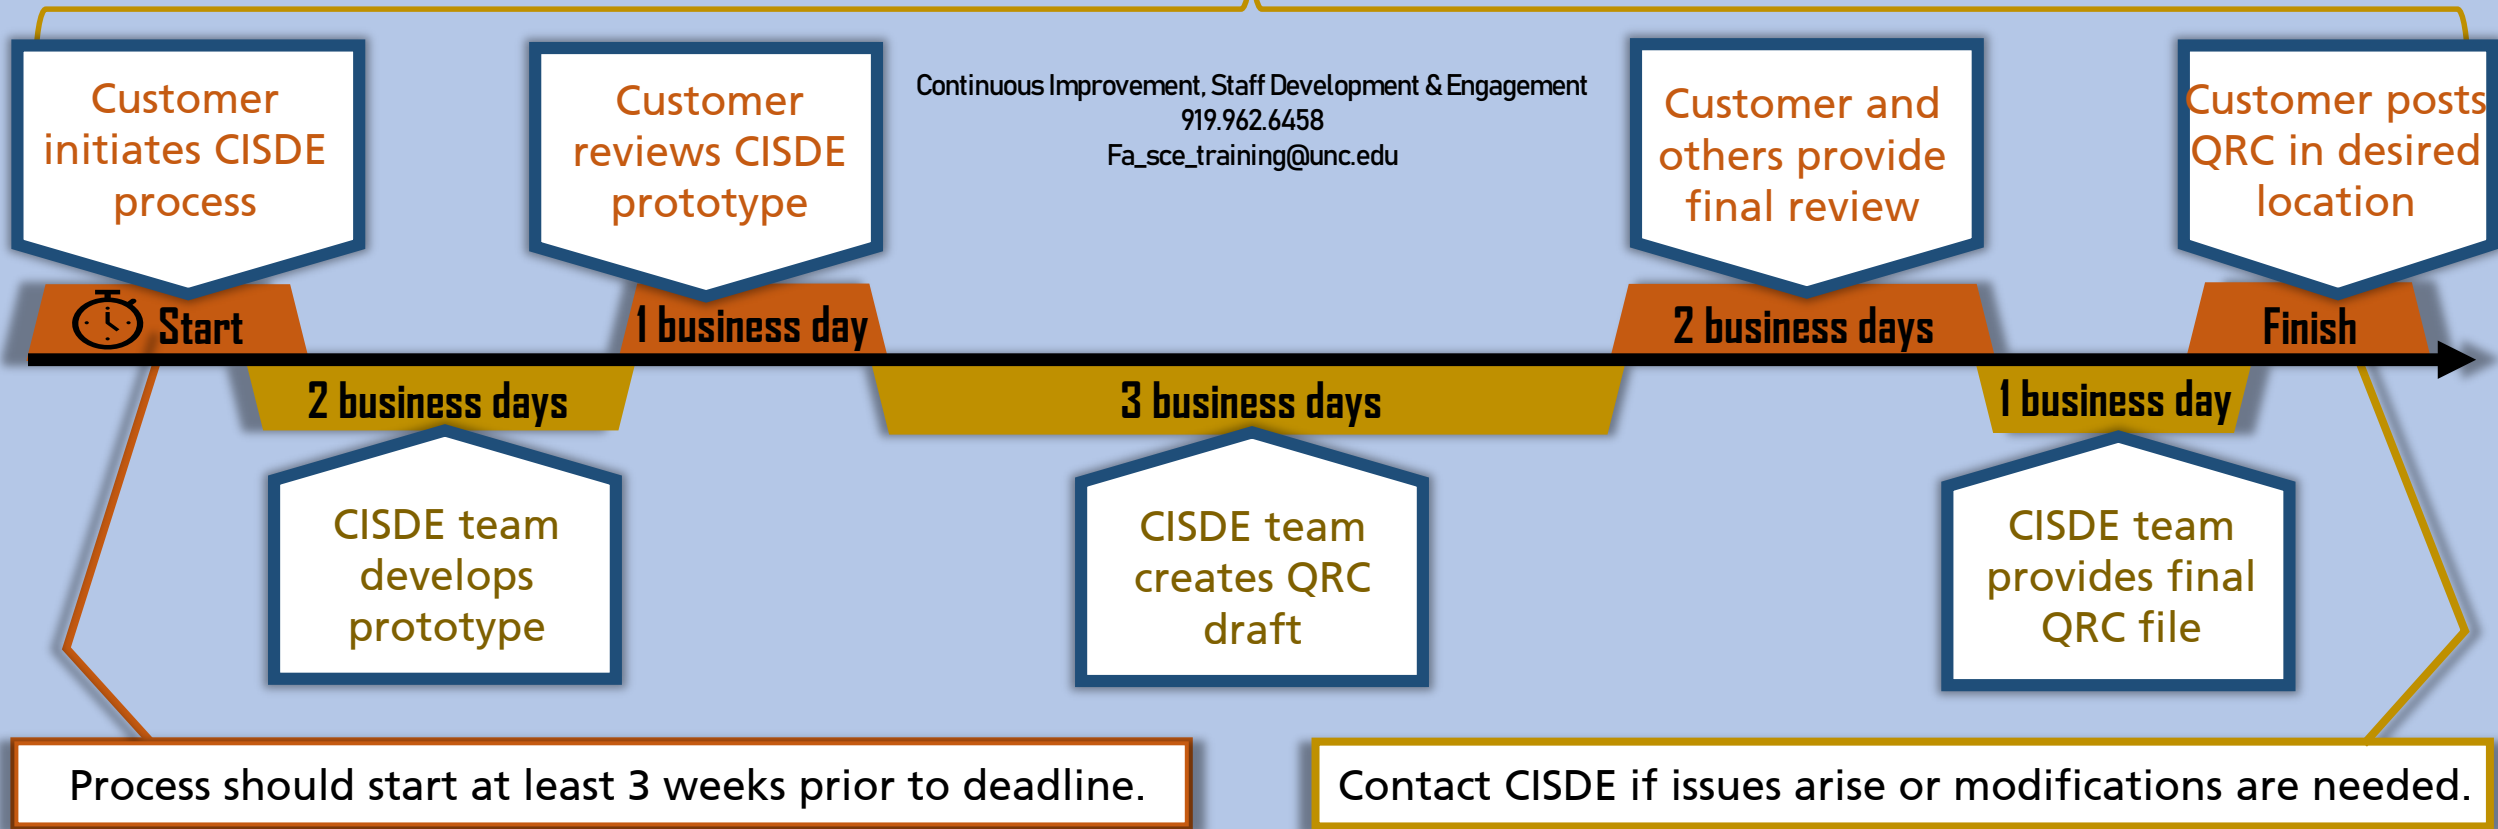 Customer
initiates CISDE
process
Customer
reviews CISDE
prototype
Continuous Improvement, Staff Development & Engagement
919.962.6458
Fa_sce_training@unc.edu
Customer and
others provide
final review
Customer posts
QRC in desired
location
Start
1 business day
2 business days
Finish
2 business days
3 business days
1 business day
CISDE team
develops
prototype
CISDE team
creates QRC
draft
CISDE team
provides final
QRC file
Process should start at least 3 weeks prior to deadline.
Contact CISDE if issues arise or modifications are needed.